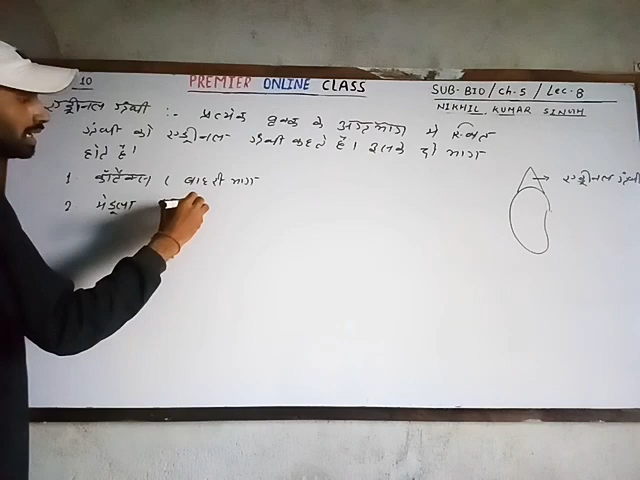 10
PREMIER ONLINE CLASS
SUB-BIO/Ch-5/Lec-8
NIKHIL KUMAR SINGH
एड्रीनल ग्रंथी :- प्रत्येक वृक्क के अग्रभाग में स्थित
ग्रंथी को एड्रीनल ग्रंथी कहते हैं। इसके दो भाग
होते हैं।
1. कॉर्टेक्स ( बाहरी भाग
2. मेडूला
एड्रीनल ग्रंथी